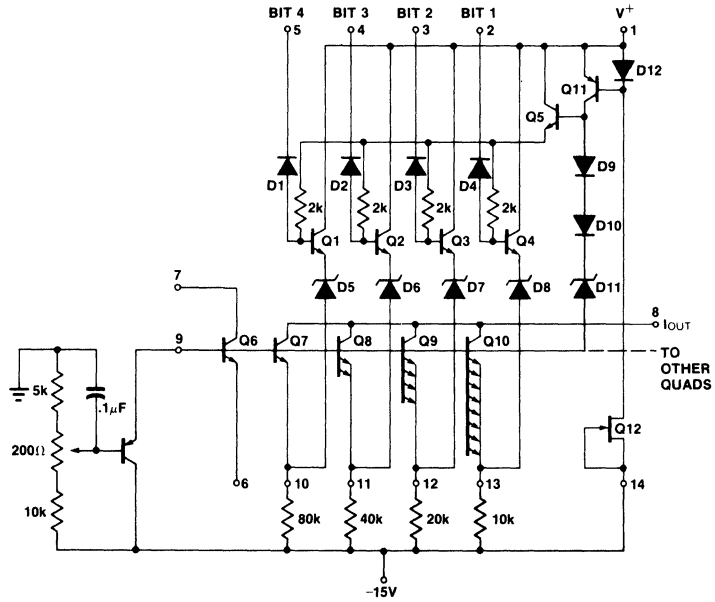 BIT 4 BIT 3 BIT 2 BIT 1 V+
5 4 3 2 1
D12
Q11
Q5
D9
D1 D2 D3 D4
2k 2k 2k 2k
D10
Q1 Q2 Q3 Q4
7
D5 D6 D7 D8 D11
8
IOUT
9
Q6 Q7 Q8 Q9 Q10
TO
OTHER
QUADS
5k
.1µF
200Ω
Q12
6 10 11 12 13 14
10k
80k 40k 20k 10k
−15V